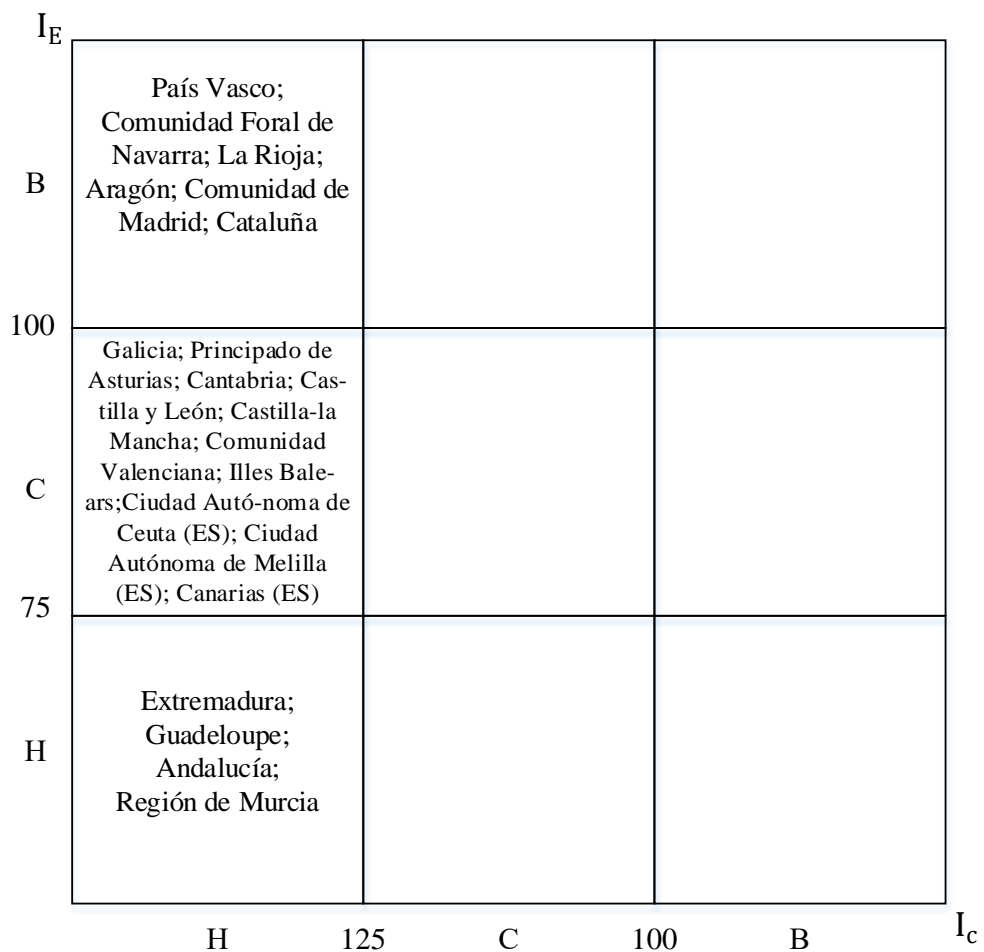 I_E
País Vasco;
Comunidad Foral de
Navarra; La Rioja;
Aragón; Comunidad de
Madrid; Cataluña
B
100
Galicia; Principado de
Asturias; Cantabria; Cas-
tilla y León; Castilla-la
Mancha; Comunidad
Valenciana; Illes Bale-
ars;Ciudad Autó-noma de
Ceuta (ES); Ciudad
Autónoma de Melilla
(ES); Canarias (ES)
C
75
Extremadura;
Guadeloupe;
Andalucía;
Región de Murcia
H
H 125 C 100 B I_c